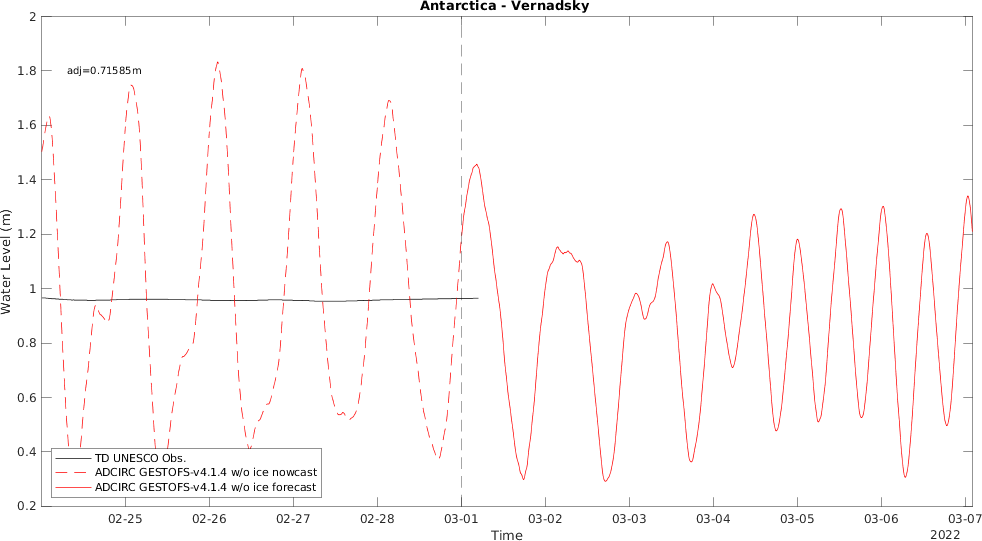 Antarctica - Vernadsky
2
1.8
1.6
1.4
1.2
1
0.8
0.6
0.4
0.2
Water Level (m)
adj=0.71585m
TD UNESCO Obs.
ADCIRC GESTOFS-v4.1.4 w/o ice nowcast
ADCIRC GESTOFS-v4.1.4 w/o ice forecast
02-25 02-26 02-27 02-28 03-01 03-02 03-03 03-04 03-05 03-06 03-07
Time
2022